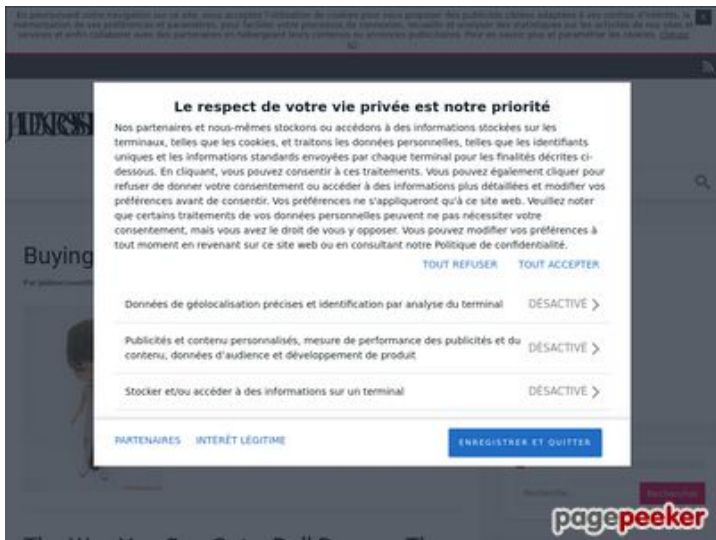 Le respect de votre vie privée est notre priorité
Nos partenaires et nous-mêmes stockons ou accédons à des informations stockées sur les
terminaux, telles que les cookies, et traitons les données personnelles, telles que les identifiants
uniques et les informations standards envoyées par chaque terminal pour les finalités décrites ci-
dessous. En cliquant, vous pouvez consentir à ces traitements. Vous pouvez également cliquer pour
refuser de donner votre consentement ou accéder à des informations plus détaillées et modifier vos
préférences avant de consentir. Vos préférences ne s'appliqueront qu'à ce site web. Veuillez noter
que certains traitements de vos données personnelles peuvent ne pas nécessiter votre
consentement, mais vous avez le droit de vous y opposer. Vous pouvez modifier vos préférences à
tout moment en revenant sur ce site web ou en consultant notre Politique de confidentialité.
TOUT REFUSER TOUT ACCEPTER
Buying
Données de géolocalisation précises et identification par analyse du terminal DÉSACTIVÉ
Publicités et contenu personnalisés, mesure de performance des publicités et du
contenu, données d'audience et développement de produit DÉSACTIVÉ
Stocker et/ou accéder à des informations sur un terminal DÉSACTIVÉ
PARTENAIRES INTÉRÊT LÉGITIME ENREGISTRER ET QUITTER
Rechercher
pagepeeker